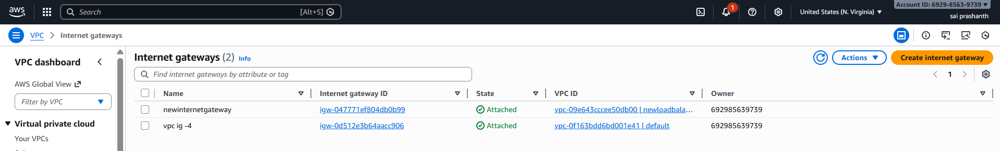 aws
Search [Alt+S]
1
United States (N. Virginia)
Account ID: 6929-8563-9739
sai prashanth
VPC Internet gateways
VPC dashboard
AWS Global View
Filter by VPC
Virtual private cloud
Your VPCs
Internet gateways (2) Info
Actions
Create internet gateway
Find internet gateways by attribute or tag
1
Name Internet gateway ID State VPC ID Owner
newinternetgateway igw-047771ef804db0b99 Attached vpc-09e643cccee50db00 | newloadbala... 692985639739
vpc ig -4 igw-0d512e3b64aacc906 Attached vpc-0f163bdd6bd001e41 | default 692985639739